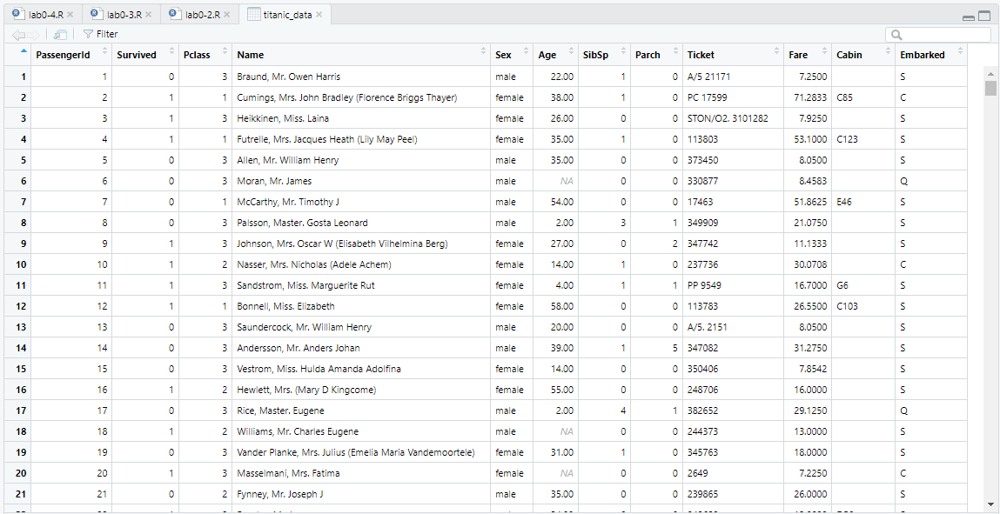 lab0-4.R lab0-3.R lab0-2.R titanic_data
Filter
PassengerId Survived Pclass Name Sex Age SibSp Parch Ticket Fare Cabin Embarked
1 1 0 3 Braund, Mr. Owen Harris male 22.00 1 0 A/5 21171 7.2500 S
2 2 1 1 Cumings, Mrs. John Bradley (Florence Briggs Thayer) female 38.00 1 0 PC 17599 71.2833 C85 C
3 3 1 3 Heikkinen, Miss. Laina female 26.00 0 0 STON/O2. 3101282 7.9250 S
4 4 1 1 Futrelle, Mrs. Jacques Heath (Lily May Peel) female 35.00 1 0 113803 53.1000 C123 S
5 5 0 3 Allen, Mr. William Henry male 35.00 0 0 373450 8.0500 S
6 6 0 3 Moran, Mr. James male NA 0 0 330877 8.4583 Q
7 7 0 1 McCarthy, Mr. Timothy J male 54.00 0 0 17463 51.8625 E46 S
8 8 0 3 Palsson, Master. Gosta Leonard male 2.00 3 1 349909 21.0750 S
9 9 1 3 Johnson, Mrs. Oscar W (Elisabeth Vilhelmina Berg) female 27.00 0 2 347742 11.1333 S
10 10 1 2 Nasser, Mrs. Nicholas (Adele Achem) female 14.00 1 0 237736 30.0708 C
11 11 1 3 Sandstrom, Miss. Marguerite Rut female 4.00 1 1 PP 9549 16.7000 G6 S
12 12 1 1 Bonnell, Miss. Elizabeth female 58.00 0 0 113783 26.5500 C103 S
13 13 0 3 Saundercock, Mr. William Henry male 20.00 0 0 A/5. 2151 8.0500 S
14 14 0 3 Andersson, Mr. Anders Johan male 39.00 1 5 347082 31.2750 S
15 15 0 3 Vestrom, Miss. Hulda Amanda Adolfina female 14.00 0 0 350406 7.8542 S
16 16 1 2 Hewlett, Mrs. (Mary D Kingcome) female 55.00 0 0 248706 16.0000 S
17 17 0 3 Rice, Master. Eugene male 2.00 4 1 382652 29.1250 Q
18 18 1 2 Williams, Mr. Charles Eugene male NA 0 0 244373 13.0000 S
19 19 0 3 Vander Planke, Mrs. Julius (Emelia Maria Vandemoortele) female 31.00 1 0 345763 18.0000 S
20 20 1 3 Masselmani, Mrs. Fatima female NA 0 0 2649 7.2250 C
21 21 0 2 Fynney, Mr. Joseph J male 35.00 0 0 239865 26.0000 S